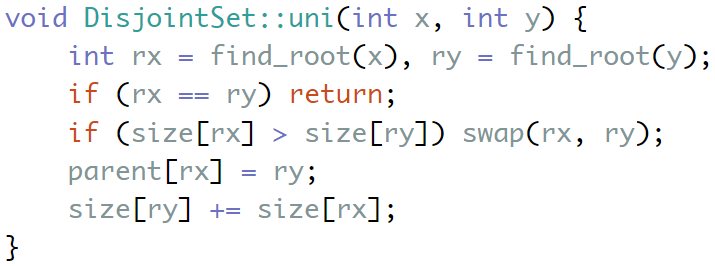 void DisjointSet::uni(int x, int y) {
    int rx = find_root(x), ry = find_root(y);
    if (rx == ry) return;
    if (size[rx] > size[ry]) swap(rx, ry);
    parent[rx] = ry;
    size[ry] += size[rx];
}